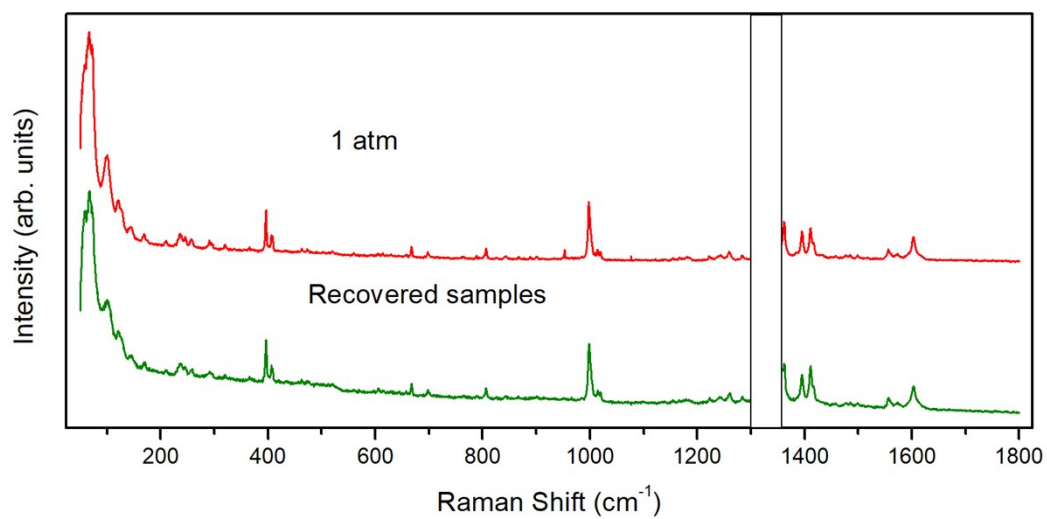 Intensity (arb. units)
1 atm
Recovered samples
200 400 600 800 1000 1200 1400 1600 1800
Raman Shift (cm⁻¹)